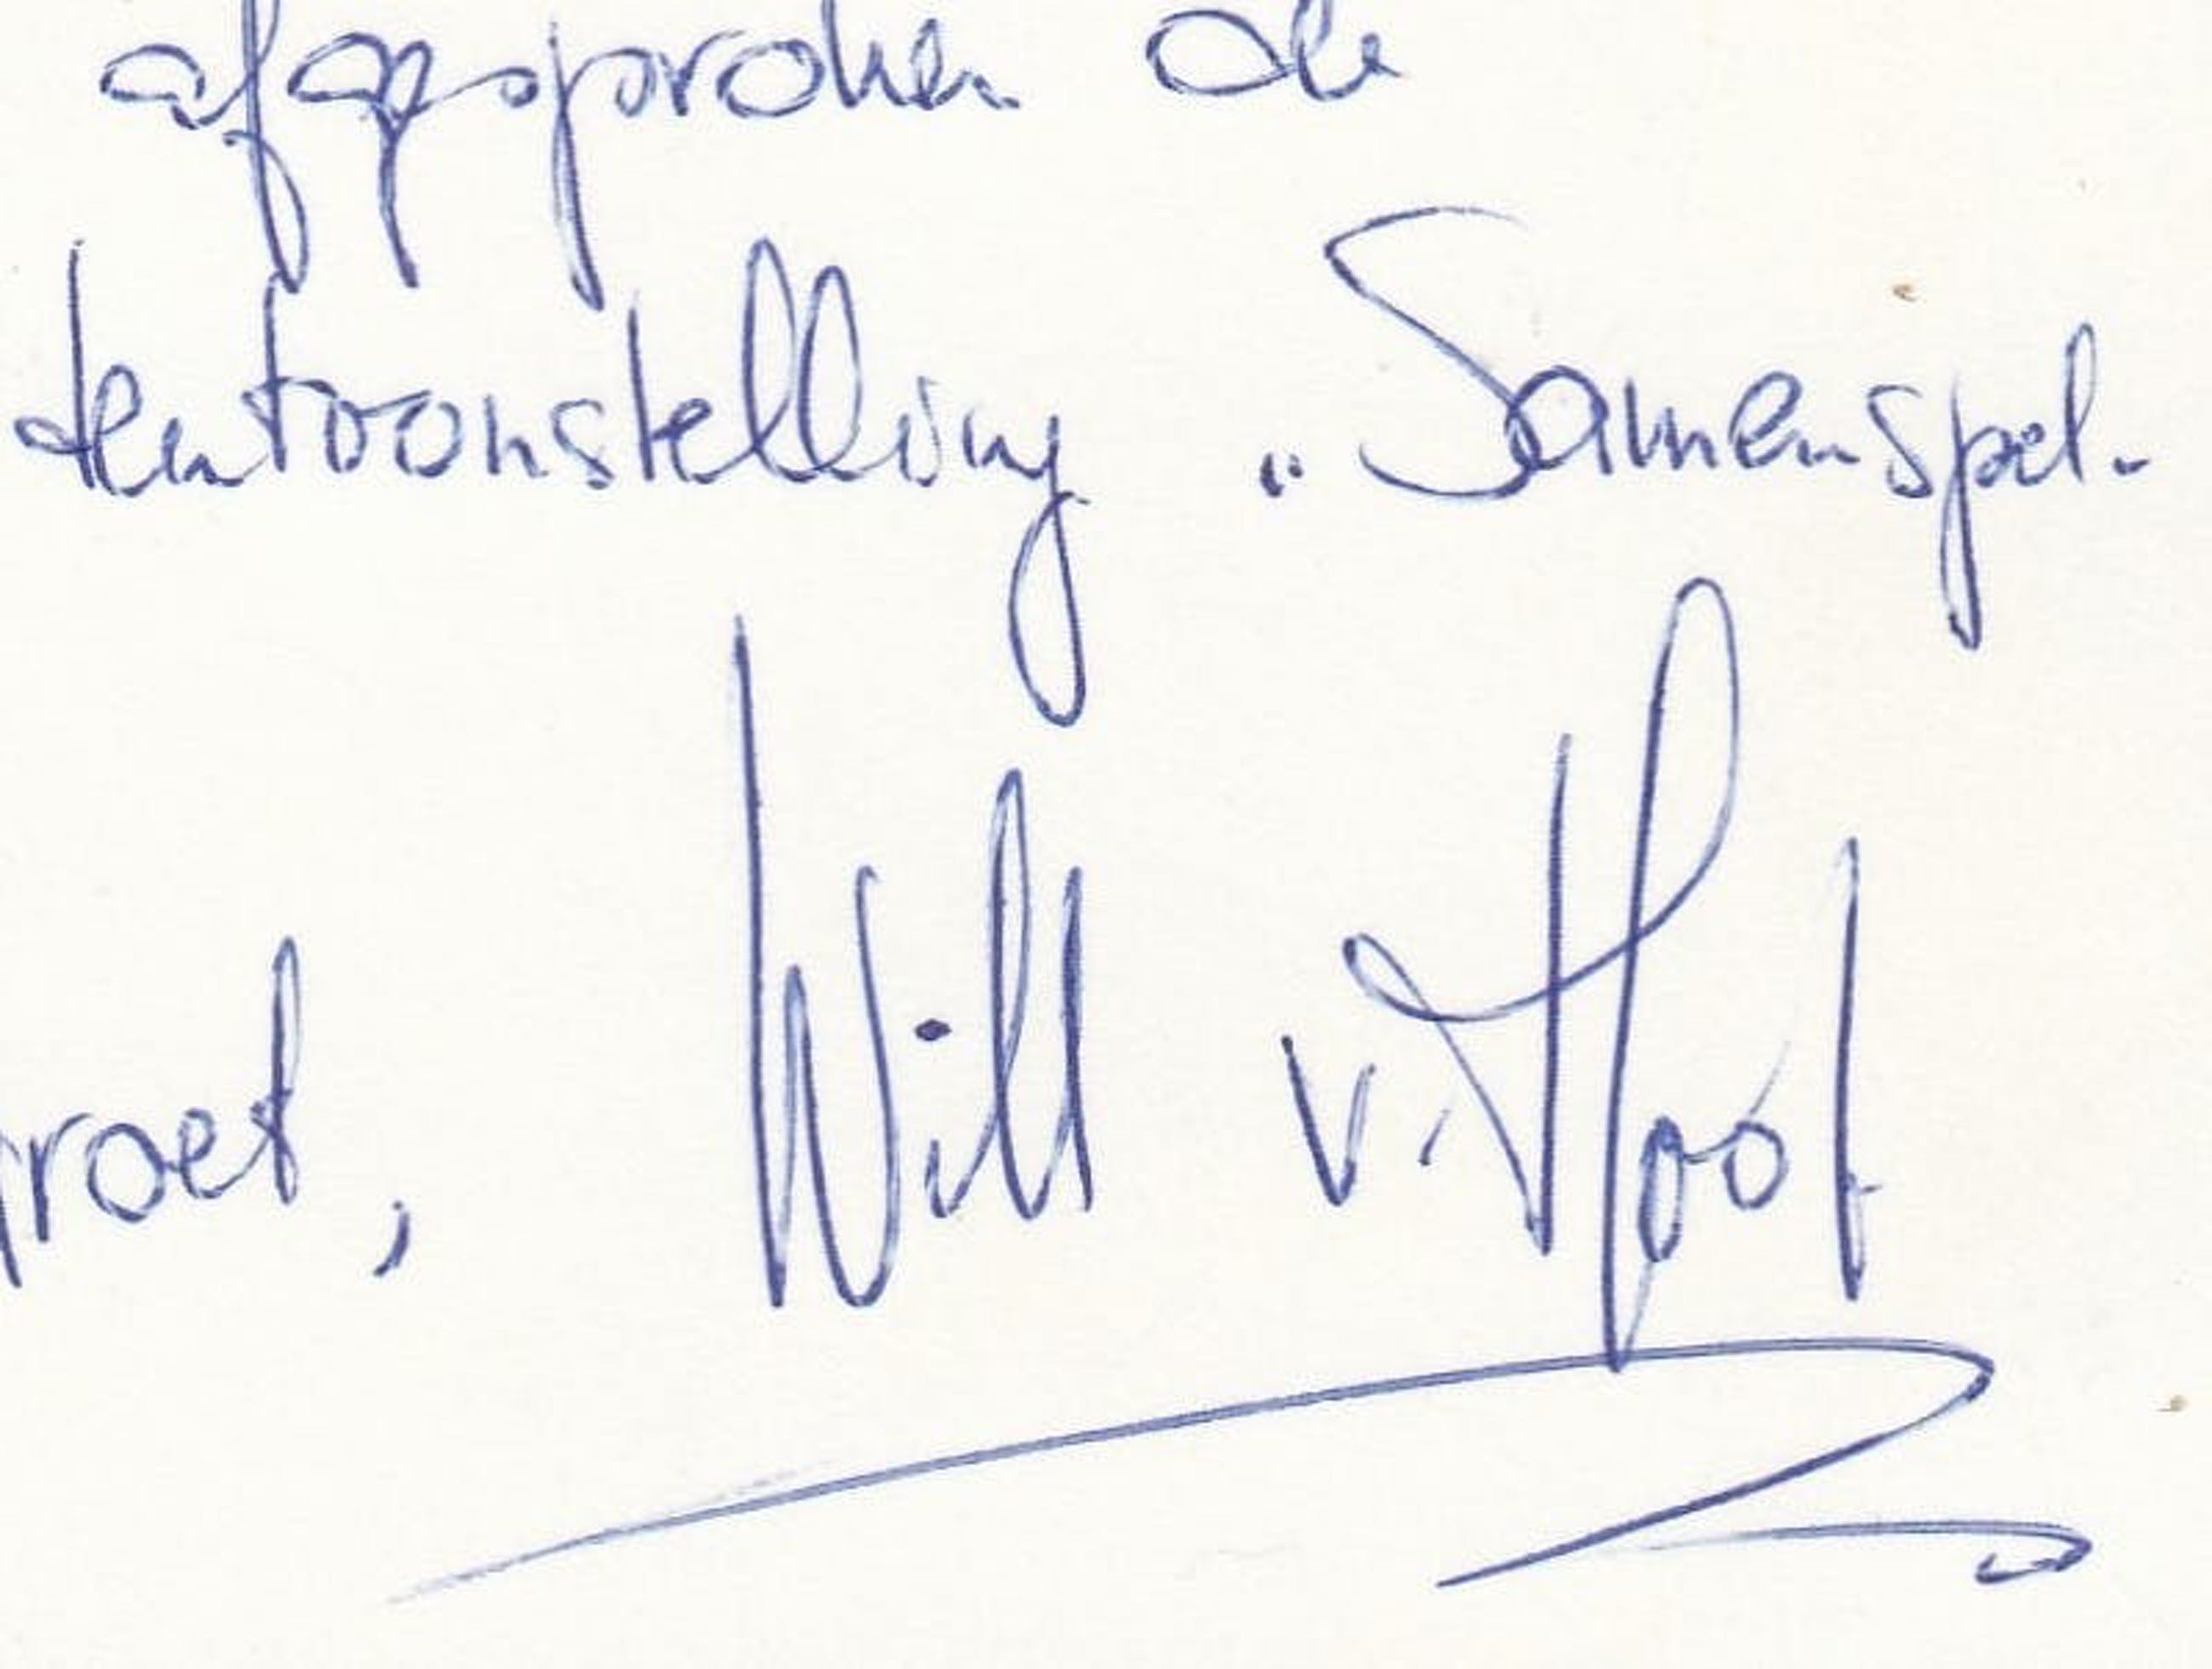 afgesproken de
tentoonstelling „Samenspel.
groet, Will v. Hoof